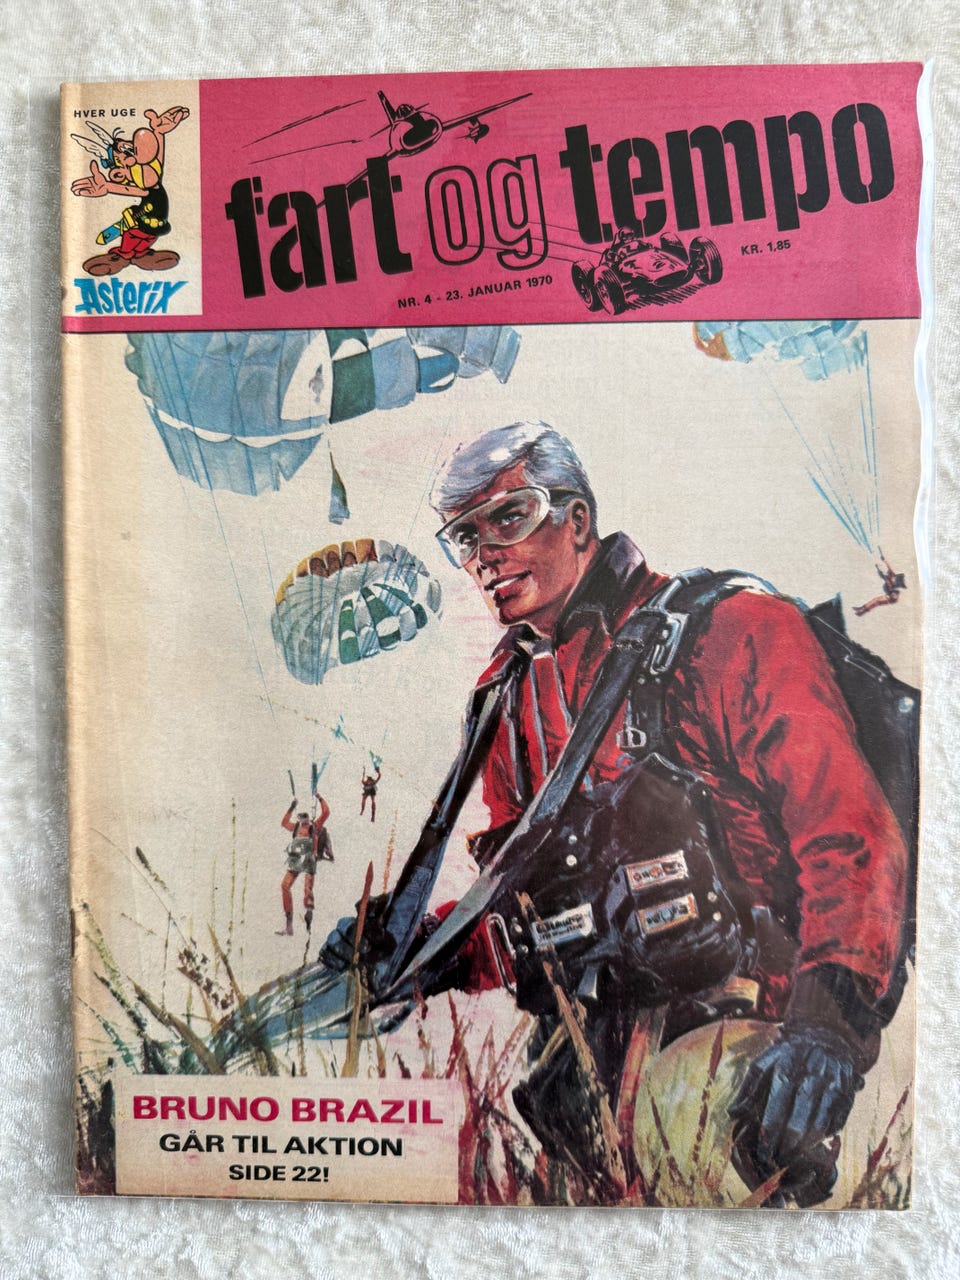 HVER UGE
Asterix
fart og tempo
NR. 4 - 23. JANUAR 1970
KR. 1,85
BRUNO BRAZIL
GÅR TIL AKTION
SIDE 22!